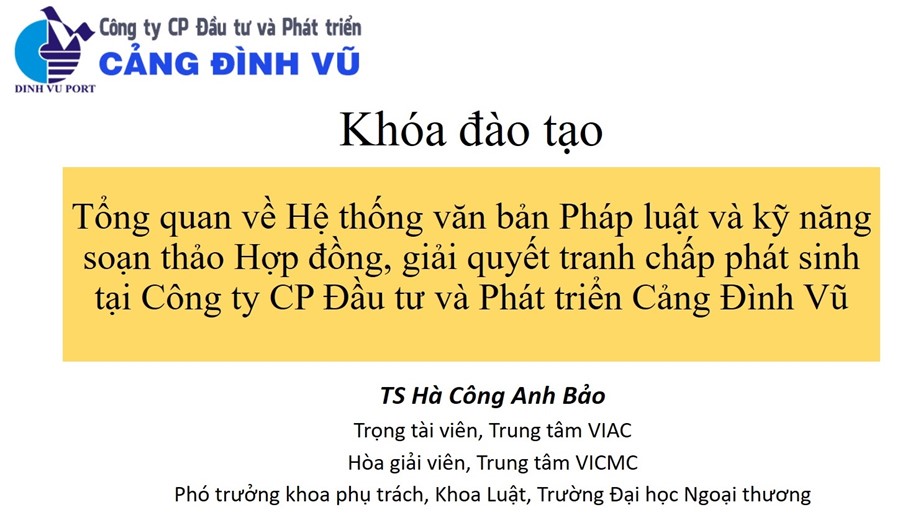 Công ty CP Đầu tư và Phát triển
CẢNG ĐÌNH VŨ
DINH VU PORT
Khóa đào tạo
Tổng quan về Hệ thống văn bản Pháp luật và kỹ năng
soạn thảo Hợp đồng, giải quyết tranh chấp phát sinh
tại Công ty CP Đầu tư và Phát triển Cảng Đình Vũ
TS Hà Công Anh Bảo
Trọng tài viên, Trung tâm VIAC
Hòa giải viên, Trung tâm VICMC
Phó trưởng khoa phụ trách, Khoa Luật, Trường Đại học Ngoại thương